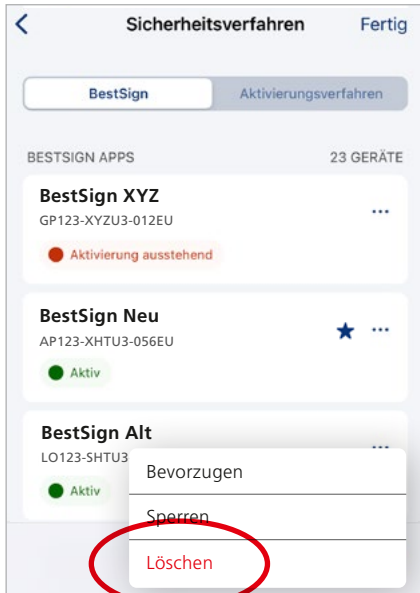 Sicherheitsverfahren Fertig
BestSign Aktivierungsverfahren
BESTSIGN APPS 23 GERÄTE
BestSign XYZ
GP123-XYZU3-012EU
Aktivierung ausstehend
BestSign Neu
AP123-XHTU3-056EU
Aktiv
BestSign Alt
LO123-SHTU3
Aktiv
Bevorzugen
Sperren
Löschen